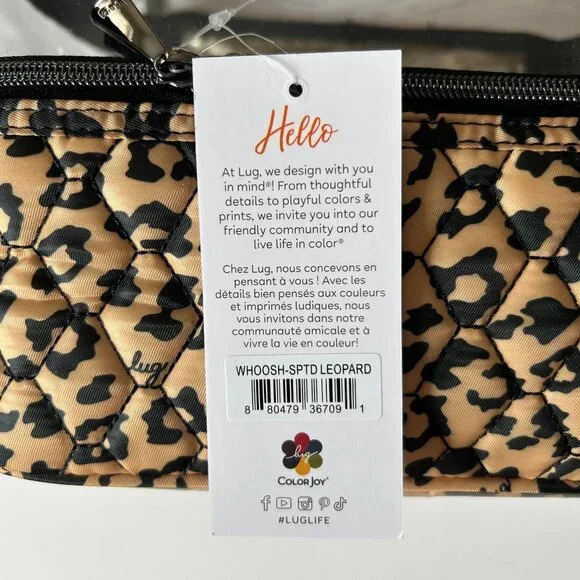 Hello
At Lug, we design with you
in mind®! From thoughtful
details to playful colors &
prints, we invite you into our
friendly community and to
live life in color®
Chez Lug, nous concevons en
pensant à vous ! Avec les
détails bien pensés aux couleurs
et imprimés ludiques, nous
vous invitons dans notre
communauté amicale et à
vivre la vie en couleur!
WHOOSH-SPTD LEOPARD
8 80479 36709 1
lug
lug
COLOR JOY®
#LUGLIFE